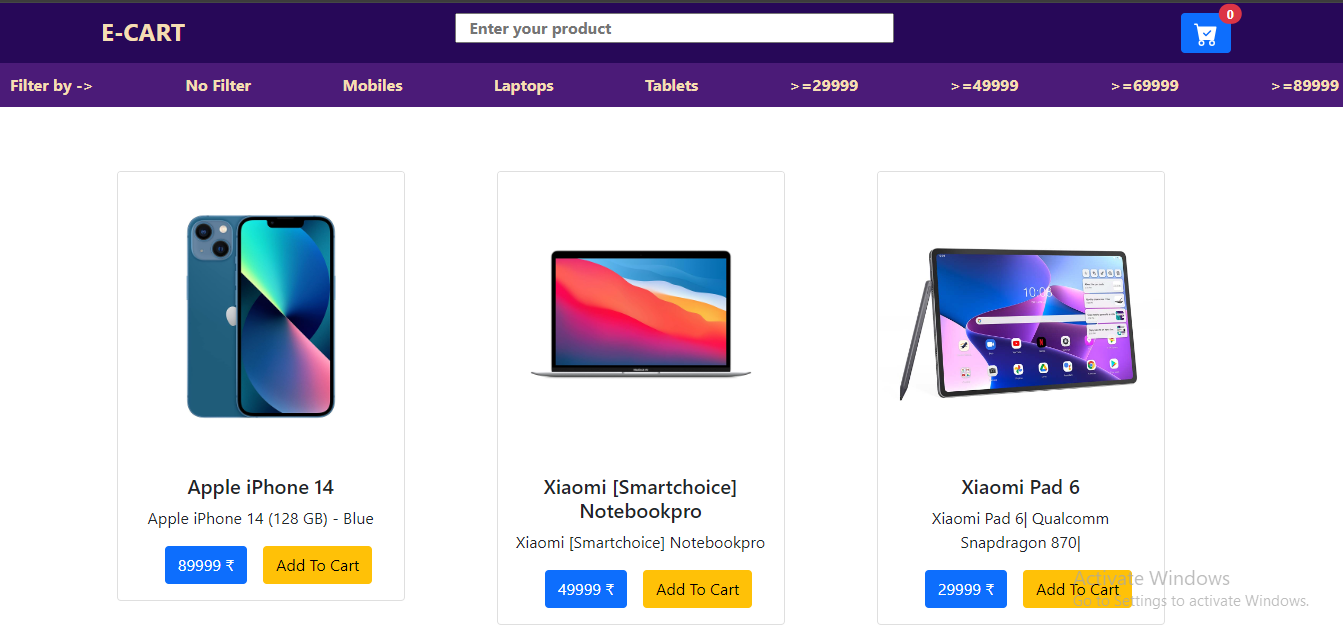 E-CART
Enter your product
0
Filter by ->
No Filter
Mobiles
Laptops
Tablets
>=29999
>=49999
>=69999
>=89999
10:08
Apple iPhone 14
Apple iPhone 14 (128 GB) - Blue
89999 ₹
Add To Cart
Xiaomi [Smartchoice]
Notebookpro
Xiaomi [Smartchoice] Notebookpro
49999 ₹
Add To Cart
Xiaomi Pad 6
Xiaomi Pad 6| Qualcomm
Snapdragon 870|
29999 ₹
Add To Cart
Activate Windows
Go to Settings to activate Windows.